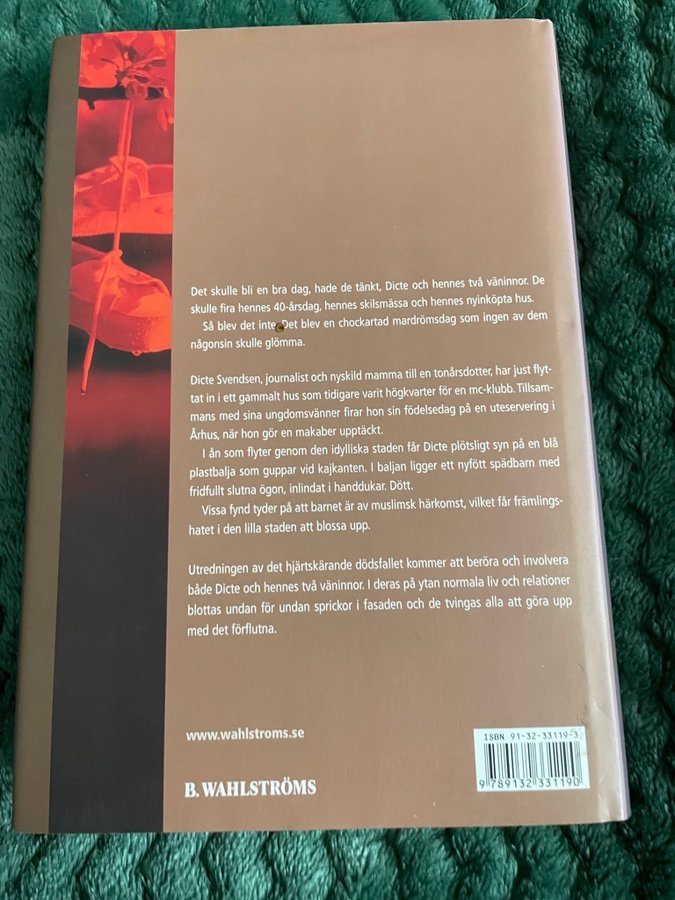 Det skulle bli en bra dag, hade de tänkt, Dicte och hennes två väninnor. De
skulle fira hennes 40-årsdag, hennes skilsmässa och hennes nyinköpta hus.
Så blev det inte. Det blev en chockartad mardrömsdag som ingen av dem
någonsin skulle glömma.
Dicte Svendsen, journalist och nyskild mamma till en tonårsdotter, har just flyt-
tat in i ett gammalt hus som tidigare varit högkvarter för en mc-klubb. Tillsam-
mans med sina ungdomsvänner firar hon sin födelsedag på en uteservering i
Århus, när hon gör en makaber upptäckt.
I ån som flyter genom den idylliska staden får Dicte plötsligt syn på en blå
plastbalja som guppar vid kajkanten. I baljan ligger ett nyfött spädbarn med
fridfullt slutna ögon, inlindat i handdukar. Dött.
Vissa fynd tyder på att barnet är av muslimsk härkomst, vilket får främlings-
hatet i den lilla staden att blossa upp.
Utredningen av det hjärtskärande dödsfallet kommer att beröra och involvera
både Dicte och hennes två väninnor. I deras på ytan normala liv och relationer
blottas undan för undan sprickor i fasaden och de tvingas alla att göra upp
med det förflutna.
www.wahlstroms.se
B. WAHLSTRÖMS
ISBN 91-32-33119-3
9 789132 331190